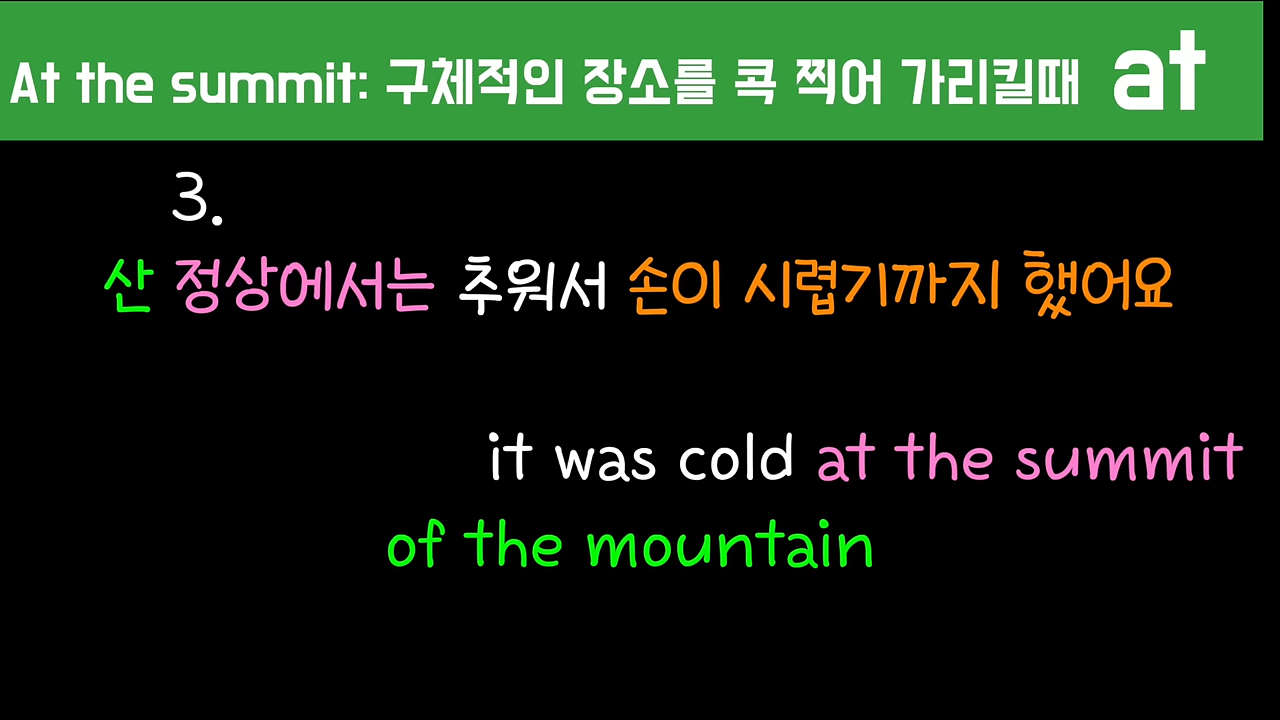 At the summit: 구체적인 장소를 콕 찍어 가리킬때 at
3.
산 정상에서는 추워서 손이 시렵기까지 했어요
it was cold at the summit
of the mountain